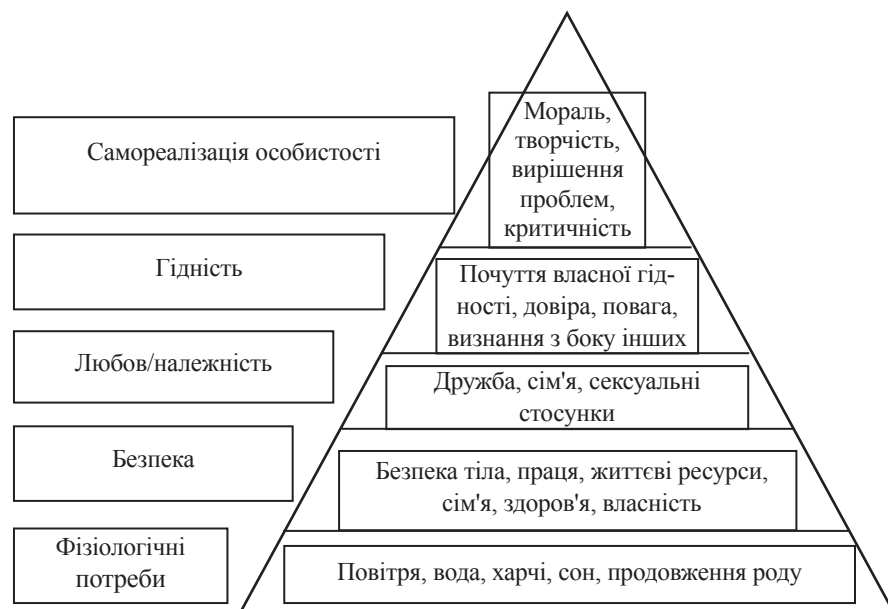 Самореалізація особистості
Мораль,
творчість,
вирішення
проблем,
критичність
Гідність
Почуття власної гід-
ності, довіра, повага,
визнання з боку інших
Любов/належність
Дружба, сім'я, сексуальні
стосунки
Безпека
Безпека тіла, праця, життєві ресурси,
сім'я, здоров'я, власність
Фізіологічні
потреби
Повітря, вода, харчі, сон, продовження роду